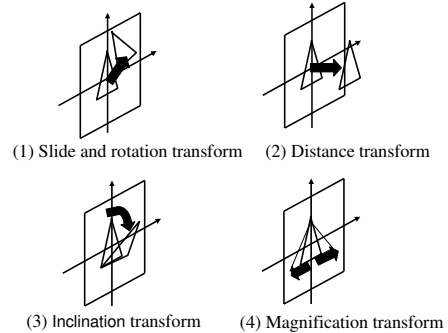 (1) Slide and rotation transform
(2) Distance transform
(3) Inclination transform
(4) Magnification transform